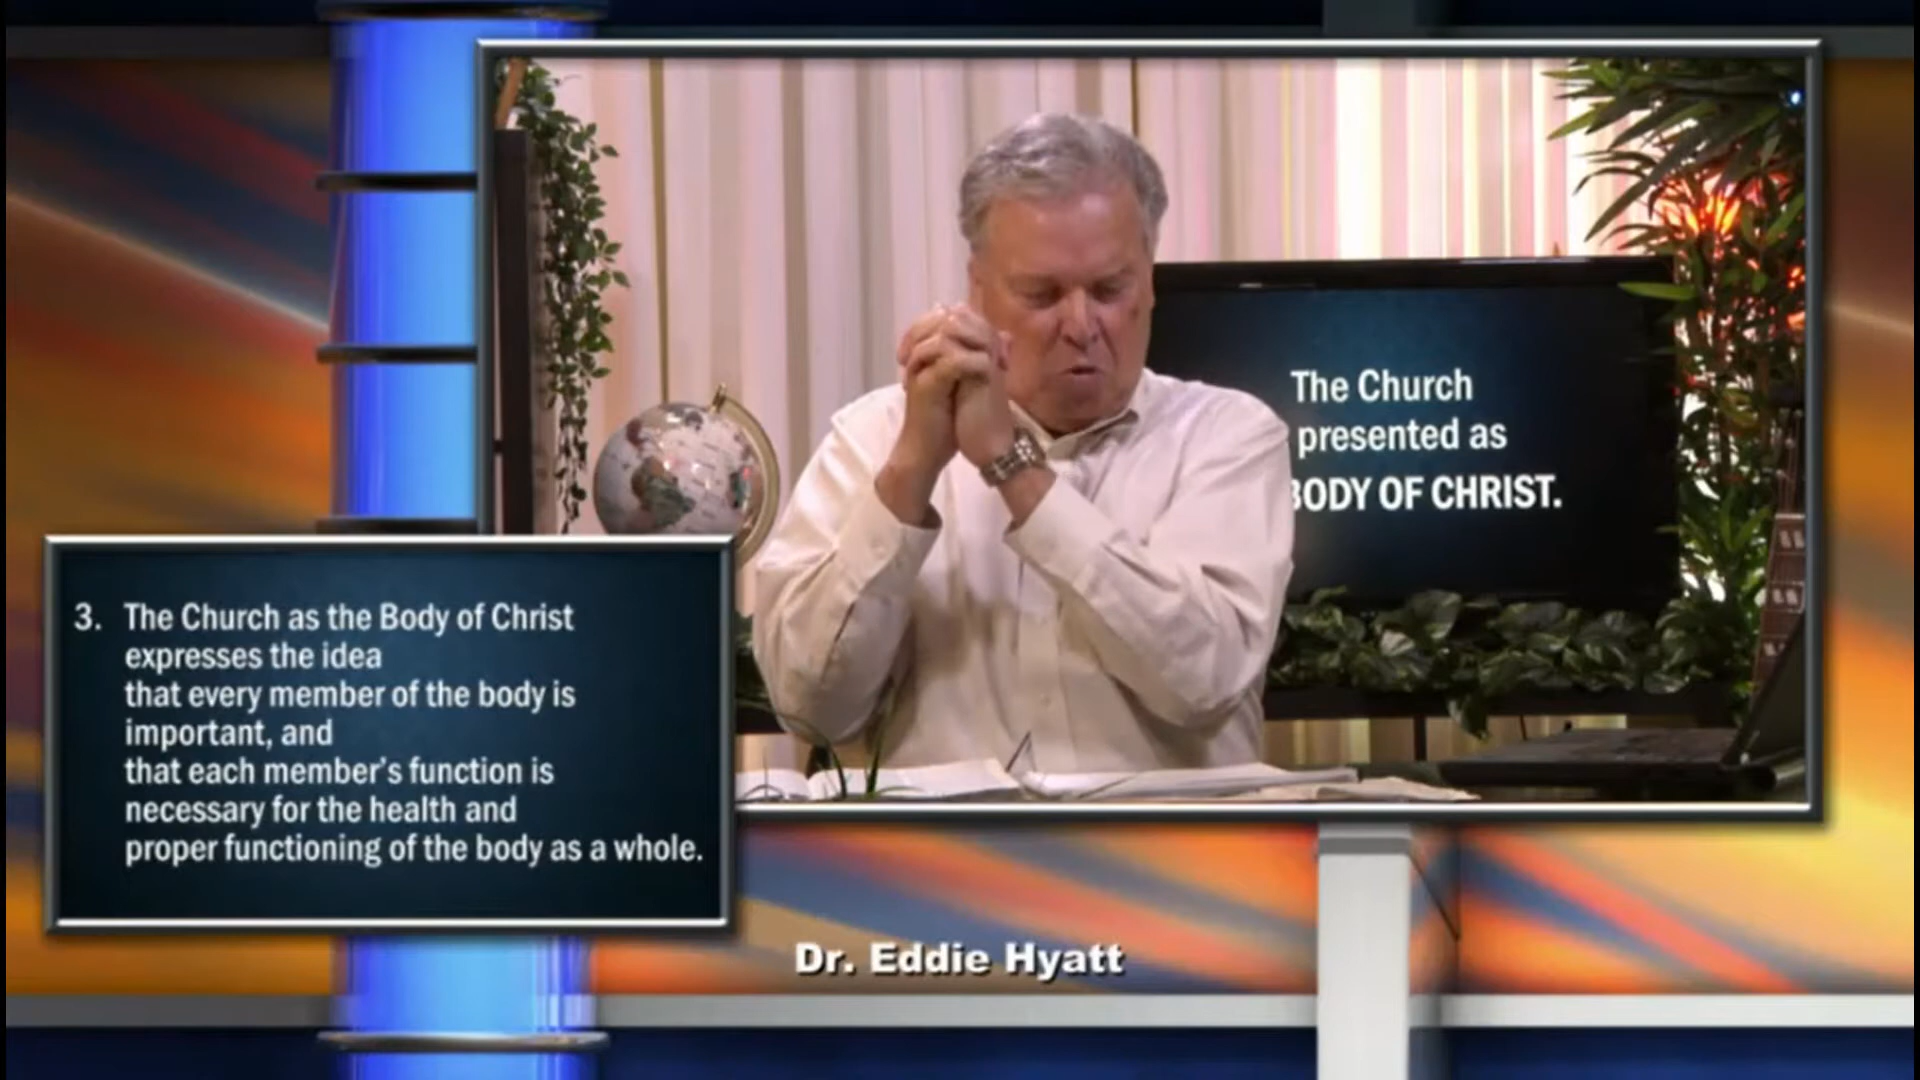 The Church
presented as
BODY OF CHRIST.
3. The Church as the Body of Christ
expresses the idea
that every member of the body is
important, and
that each member's function is
necessary for the health and
proper functioning of the body as a whole.
Dr. Eddie Hyatt